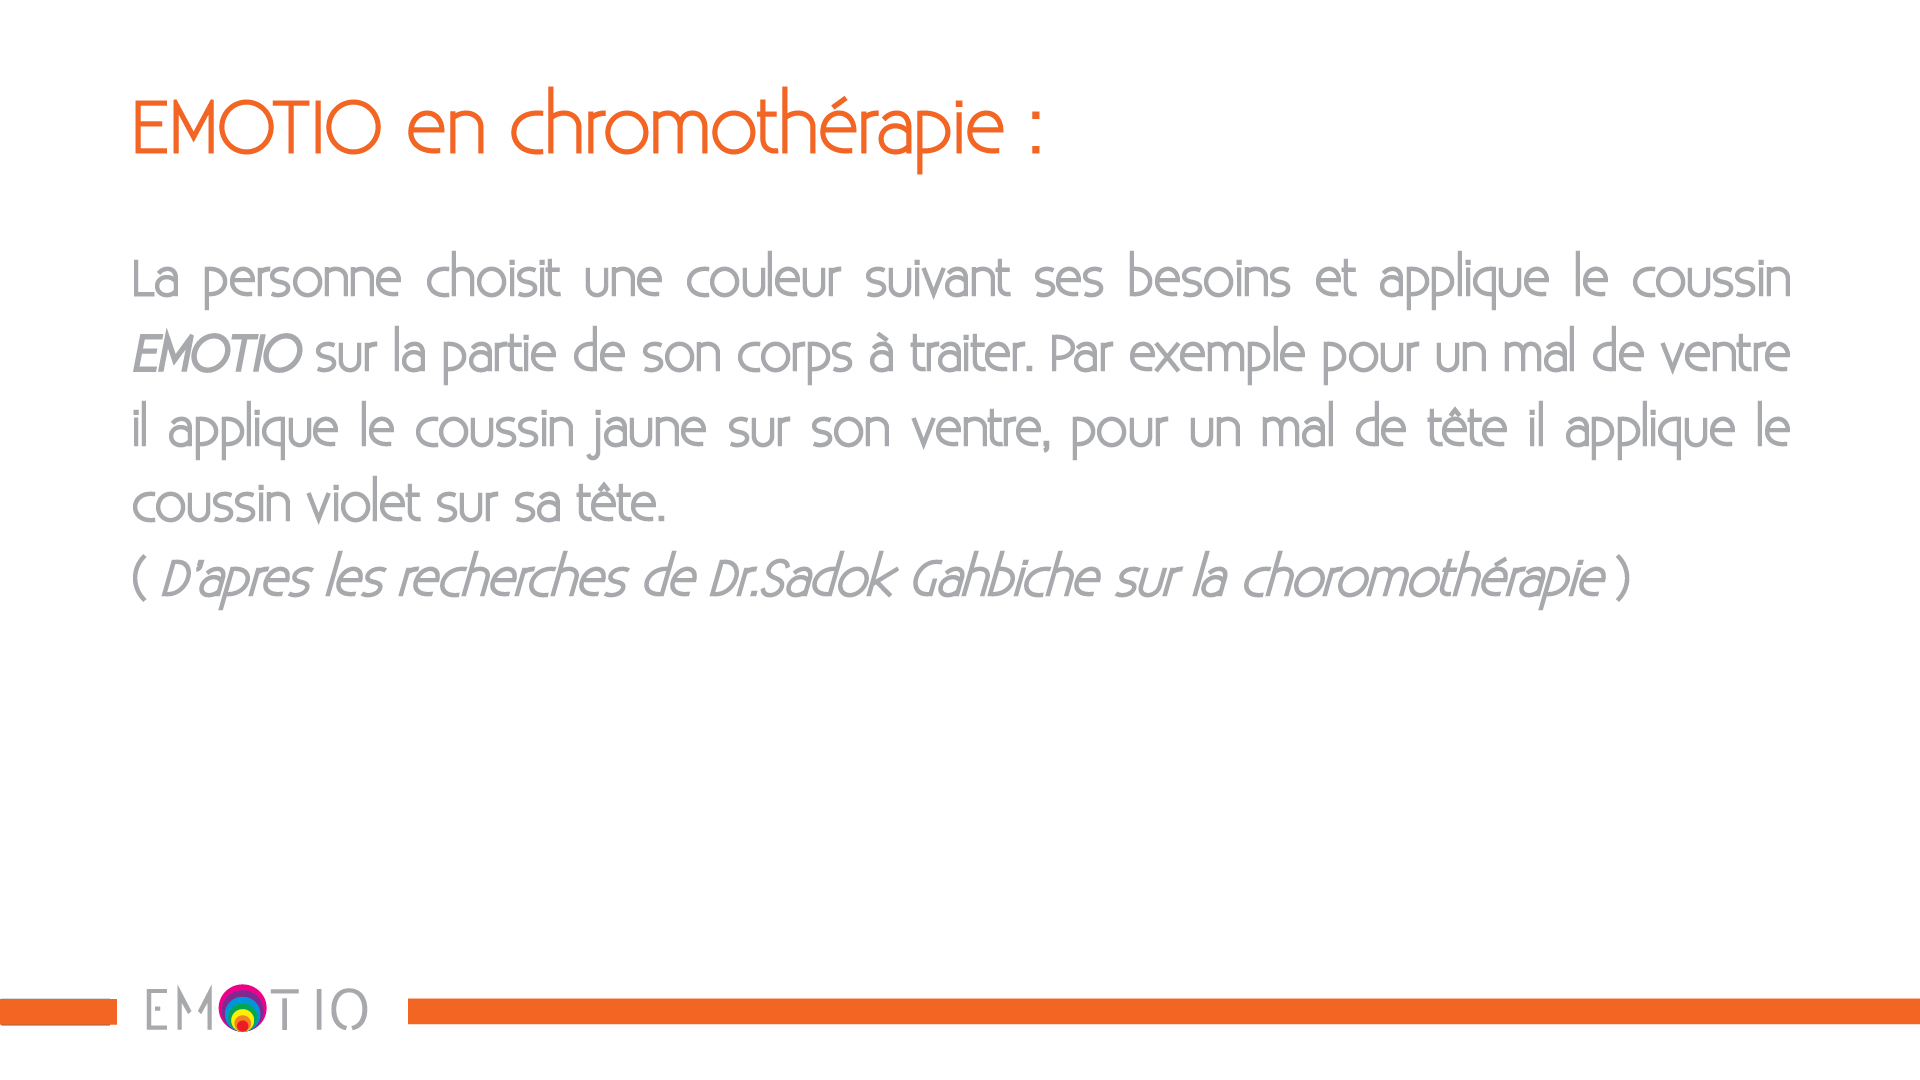 EMOTIO en chromothérapie :
La personne choisit une couleur suivant ses besoins et applique le coussin
EMOTIO sur la partie de son corps à traiter. Par exemple pour un mal de ventre
il applique le coussin jaune sur son ventre, pour un mal de tête il applique le
coussin violet sur sa tête.
( D'apres les recherches de Dr.Sadok Gahbiche sur la choromothérapie )
EMOTIO